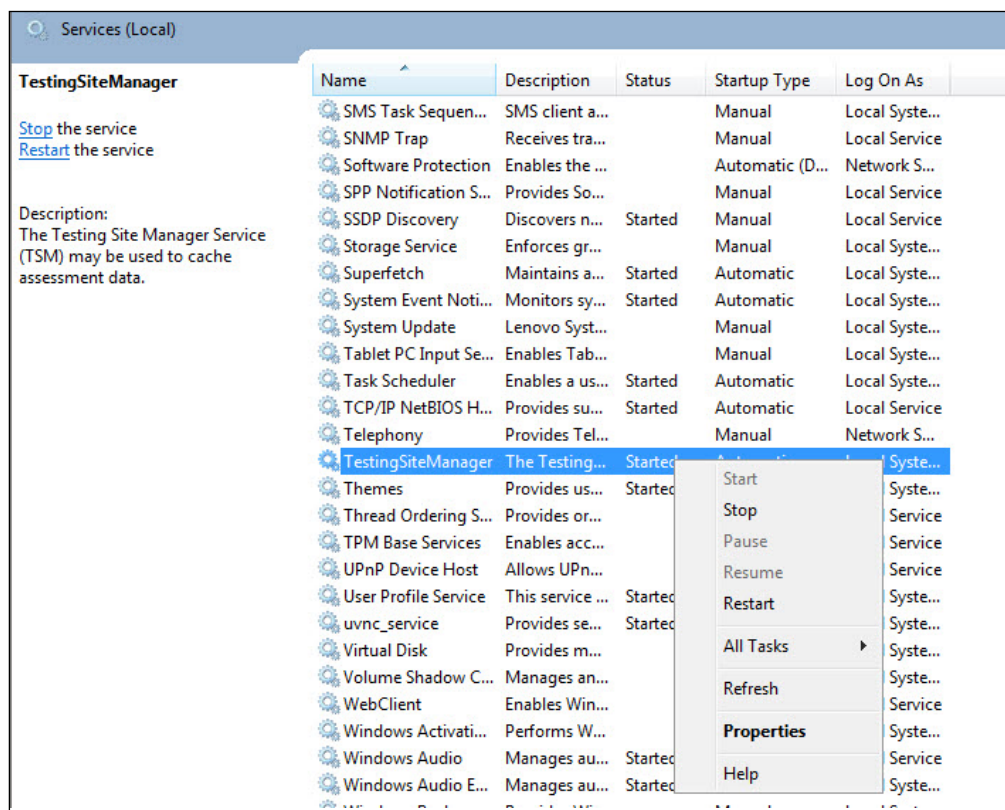 Services (Local)
TestingSiteManager
Stop the service
Restart the service
Description:
The Testing Site Manager Service
(TSM) may be used to cache
assessment data.
Name Description Status Startup Type Log On As
SMS Task Sequen... SMS client a... Manual Local Syste...
SNMP Trap Receives tra... Manual Local Service
Software Protection Enables the ... Automatic (D... Network S...
SPP Notification S... Provides So... Manual Local Service
SSDP Discovery Discovers n... Started Manual Local Service
Storage Service Enforces gr... Manual Local Syste...
Superfetch Maintains a... Started Automatic Local Syste...
System Event Noti... Monitors sy... Started Automatic Local Syste...
System Update Lenovo Syst... Manual Local Syste...
Tablet PC Input Se... Enables Tab... Manual Local Syste...
Task Scheduler Enables a us... Started Automatic Local Syste...
TCP/IP NetBIOS H... Provides su... Started Automatic Local Service
Telephony Provides Tel... Manual Network S...
TestingSiteManager The Testing... Started Syste...
Themes Provides us... Started Syste...
Thread Ordering S... Provides or... Service
TPM Base Services Enables acc... Service
UPnP Device Host Allows UPn... Service
User Profile Service This service ... Started Syste...
uvnc_service Provides se... Started Syste...
Virtual Disk Provides m... Syste...
Volume Shadow C... Manages an... Syste...
WebClient Enables Win... Service
Windows Activati... Performs W... Syste...
Windows Audio Manages au... Started Service
Windows Audio E... Manages au... Started Syste...
Start
Stop
Pause
Resume
Restart
All Tasks
Refresh
Properties
Help